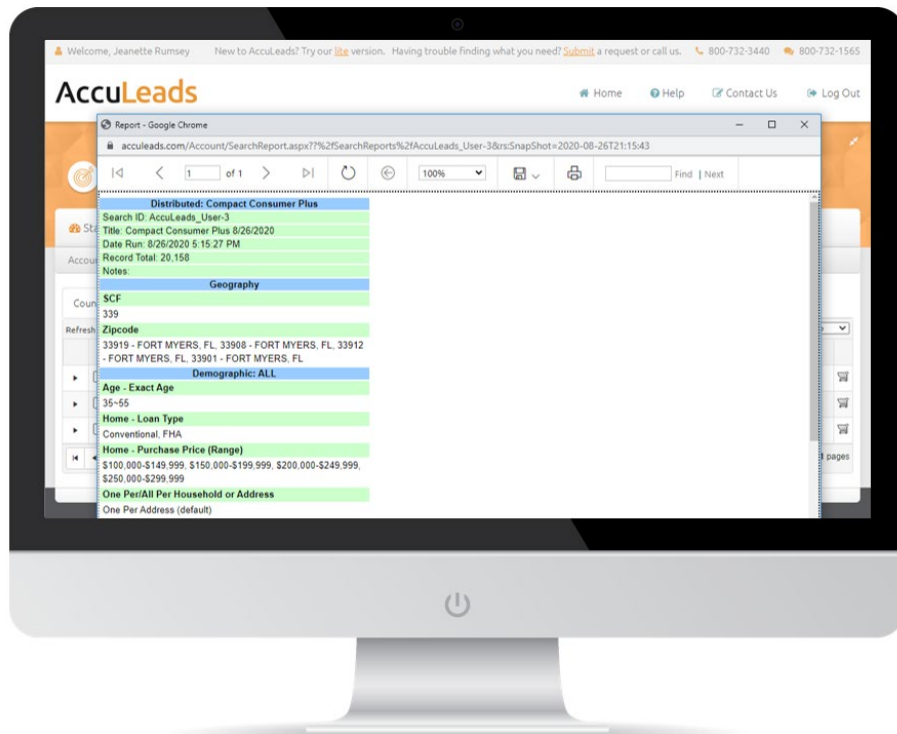 Welcome, Jeanette Rumsey New to AccuLeads? Try our lite version. Having trouble finding what you need? Submit a request or call us. 800-732-3440 800-732-1565
AccuLeads
Home Help Contact Us Log Out
Report - Google Chrome
acculeads.com/Account/SearchReport.aspx??%2fSearchReports%2fAccuLeads_User-3&rs:SnapShot=2020-08-26T21:15:43
1 of 1 100% Find | Next
Distributed: Compact Consumer Plus
Search ID: AccuLeads_User-3
Title: Compact Consumer Plus 8/26/2020
Date Run: 8/26/2020 5:15:27 PM
Record Total: 20,158
Notes:
Geography
SCF
339
Zipcode
33919 - FORT MYERS, FL, 33908 - FORT MYERS, FL, 33912
- FORT MYERS, FL, 33901 - FORT MYERS, FL
Demographic: ALL
Age - Exact Age
35~55
Home - Loan Type
Conventional, FHA
Home - Purchase Price (Range)
$100,000-$149,999, $150,000-$199,999, $200,000-$249,999,
$250,000-$299,999
One Per/All Per Household or Address
One Per Address (default)
Refresh
pages